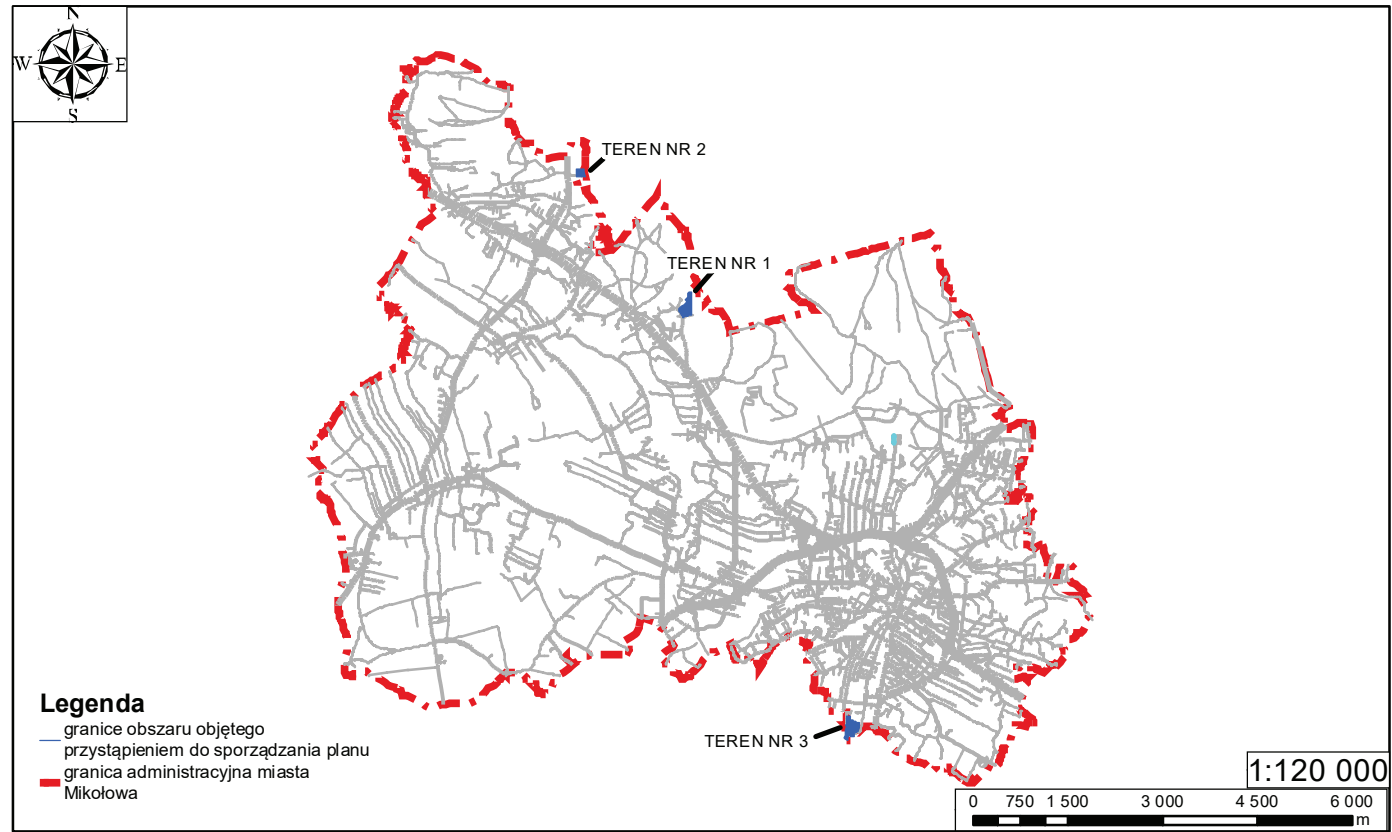 N
W E
S
TEREN NR 2
TEREN NR 1
TEREN NR 3
Legenda
granice obszaru objętego
przystąpieniem do sporządzania planu
granica administracyjna miasta
Mikołowa
1:120 000
0 750 1 500 3 000 4 500 6 000
m